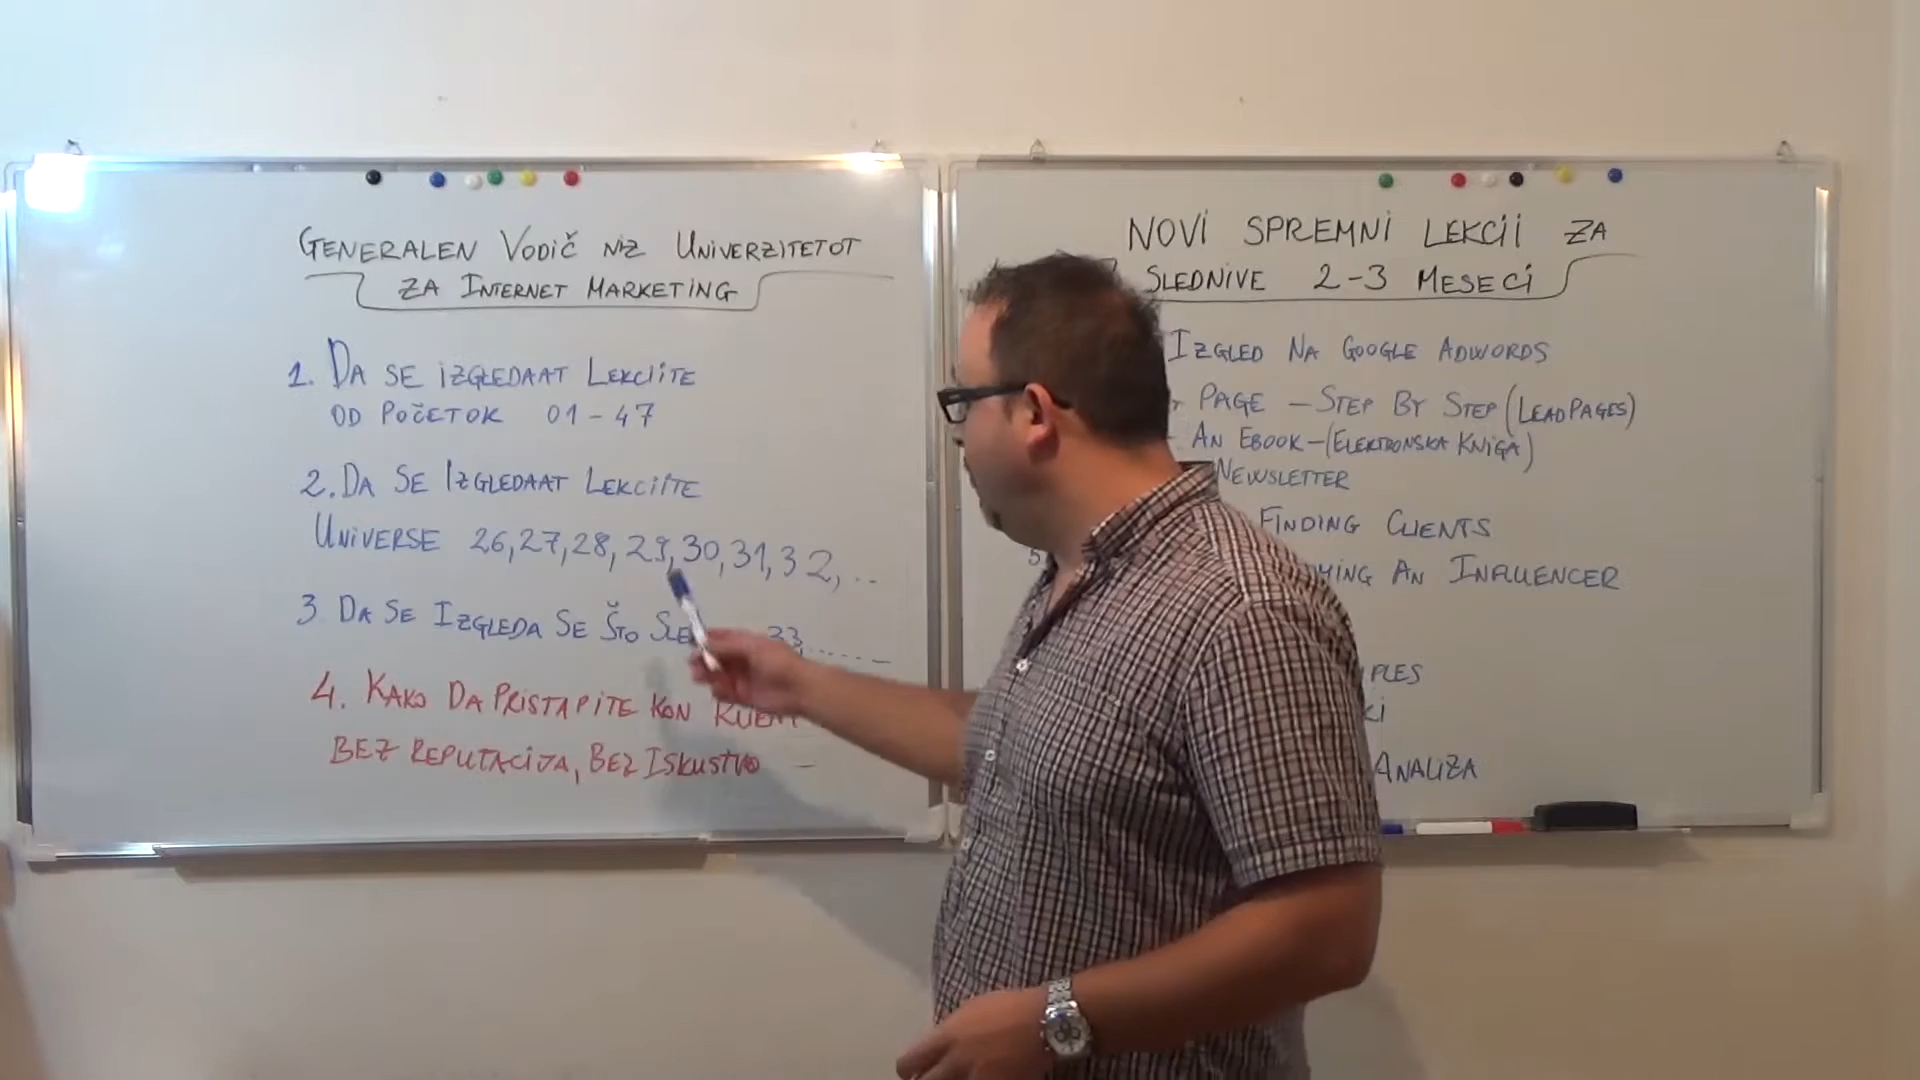 GENERALEN VODIČ NIZ UNIVERZITETOT
ZA INTERNET MARKETING
1. DA SE IZGLEDAAT LEKCIITE
OD POČETOK 01 - 47
2. DA SE IZGLEDAAT LEKCIITE
UNIVERSE 26, 27, 28, 29, 30, 31, 32, ...
3. DA SE IZGLEDA SE ŠTO 33, ......
4. KAKO DA PRISTAPITE KON KLIENT
BEZ REPUTACIJA, BEZ ISKUSTVO
NOVI SPREMNI LEKCII ZA
SLEDNIVE 2-3 MESECI
IZGLED NA GOOGLE ADWORDS
PAGE - STEP BY STEP (LEADPAGES)
AN EBOOK - (ELEKTRONSKA KNIGA)
NEWSLETTER
FINDING CLIENTS
5 AN INFLUENCER
ANALIZA